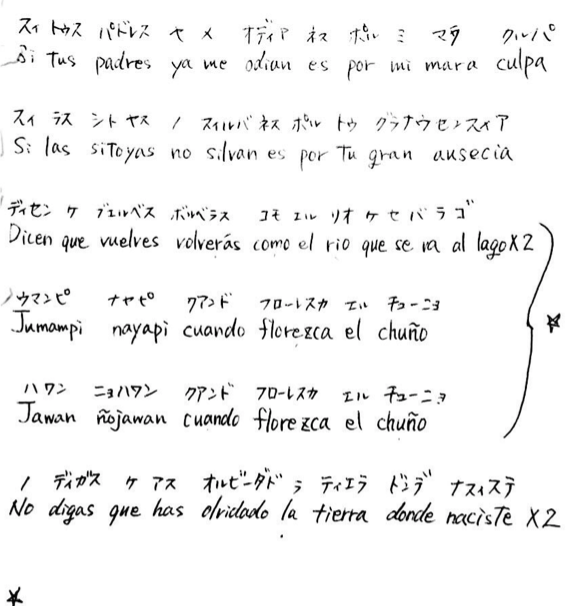 スィ トゥス パドレス ヤ メ オディア ネス ポル ミ マラ クルパ
Si tus padres ya me odian es por mi mara culpa
スィ ラス シトヤス ノ スィルバ ネス ポル トゥ グラナウセンスィア
Si las sitoyas no silvan es por Tu gran ausecia
ディセン ケ ブェルベス ボルベラス コモ エル リオ ケ セ バ ラゴ
Dicen que vuelves volverás como el rio que se va al lago X2
ウマンピ ナヤピ クアンド フローレスカ エル チューニョ
Jumampi nayapi cuando florezca el chuño
ハワン ニョハワン クアンド フローレスカ エル チューニョ
Jawan ñojawan cuando florezca el chuño
ノ ディガス ケ アス オルビーダド ラ ティエラ ドンデ ナスィステ
No digas que has olvidado la tierra donde naciste X2